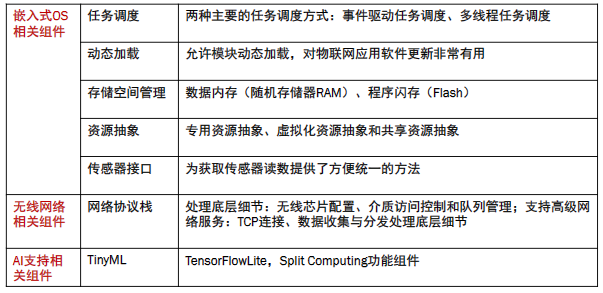 嵌入式OS
相关组件
任务调度
两种主要的任务调度方式：事件驱动任务调度、多线程任务调度
动态加载
允许模块动态加载，对物联网应用软件更新非常有用
存储空间管理
数据内存（随机存储器RAM）、程序闪存（Flash）
资源抽象
专用资源抽象、虚拟化资源抽象和共享资源抽象
传感器接口
为获取传感器读数提供了方便统一的方法
无线网络
相关组件
网络协议栈
处理底层细节：无线芯片配置、介质访问控制和队列管理；支持高级网
络服务：TCP连接、数据收集与分发处理底层细节
AI支持相
关组件
TinyML
TensorFlowLite，Split Computing功能组件